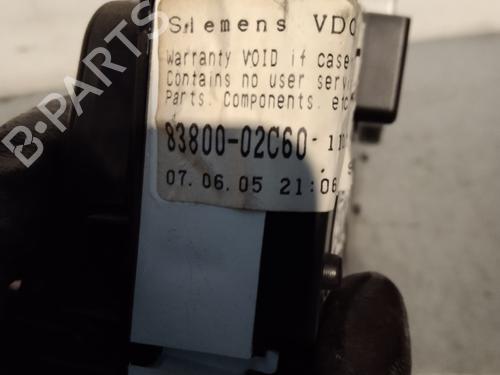 Siemens VDO
Warranty VOID if case
Contains no user
Parts. Components. etc
83800-02C60
07.06.05 21:06
B-PARTS